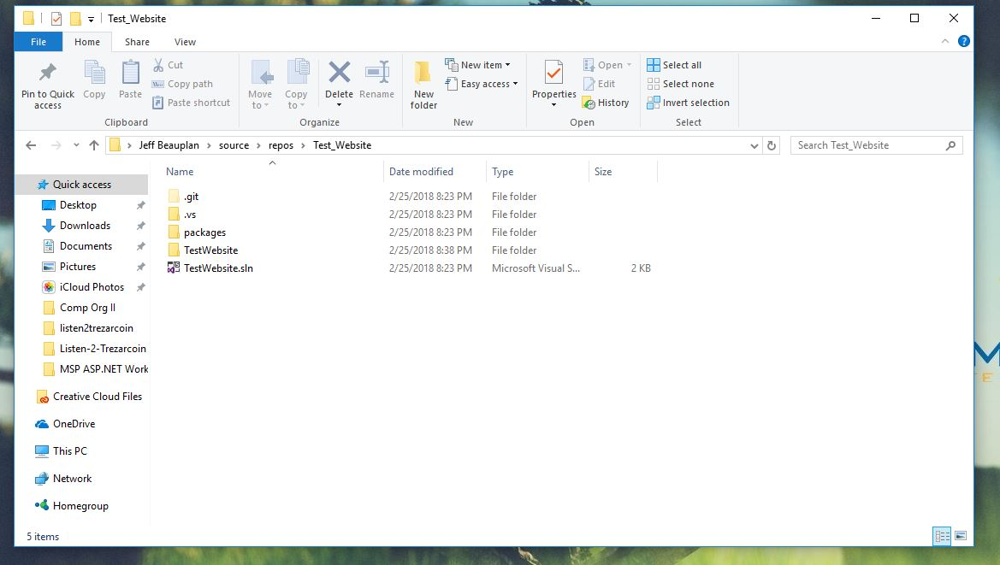 Test_Website
File Home Share View
Pin to Quick access
Copy
Paste
Cut
Copy path
Paste shortcut
Clipboard
Move to
Copy to
Delete
Rename
Organize
New folder
New item
Easy access
New
Properties
Open
Edit
History
Open
Select all
Select none
Invert selection
Select
Jeff Beauplan source repos Test_Website
Search Test_Website
Name Date modified Type Size
Quick access
Desktop
Downloads
Documents
Pictures
iCloud Photos
Comp Org II
listen2trezarcoin
Listen-2-Trezarcoin
MSP ASP.NET Work
Creative Cloud Files
OneDrive
This PC
Network
Homegroup
.git 2/25/2018 8:23 PM File folder
.vs 2/25/2018 8:23 PM File folder
packages 2/25/2018 8:23 PM File folder
TestWebsite 2/25/2018 8:38 PM File folder
TestWebsite.sln 2/25/2018 8:23 PM Microsoft Visual S... 2 KB
5 items
M
TE